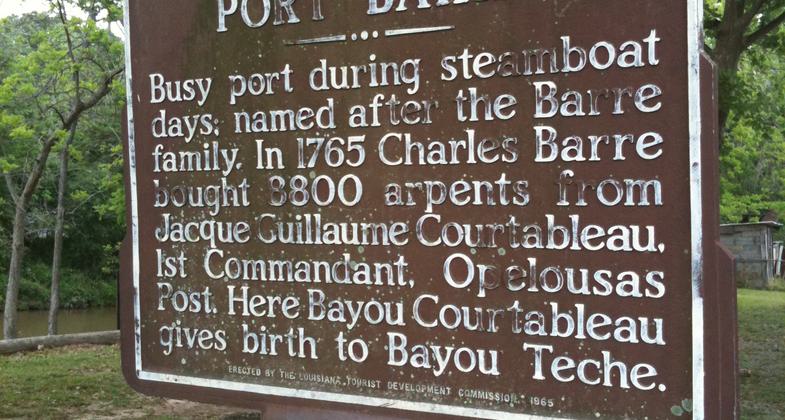 PORT BARRE
Busy port during steamboat
days; named after the Barre
family. In 1765 Charles Barre
bought 8800 arpents from
Jacque Guillaume Courtableau,
1st Commandant, Opelousas
Post. Here Bayou Courtableau
gives birth to Bayou Teche.
ERECTED BY THE LOUISIANA TOURIST DEVELOPMENT COMMISSION, 1965